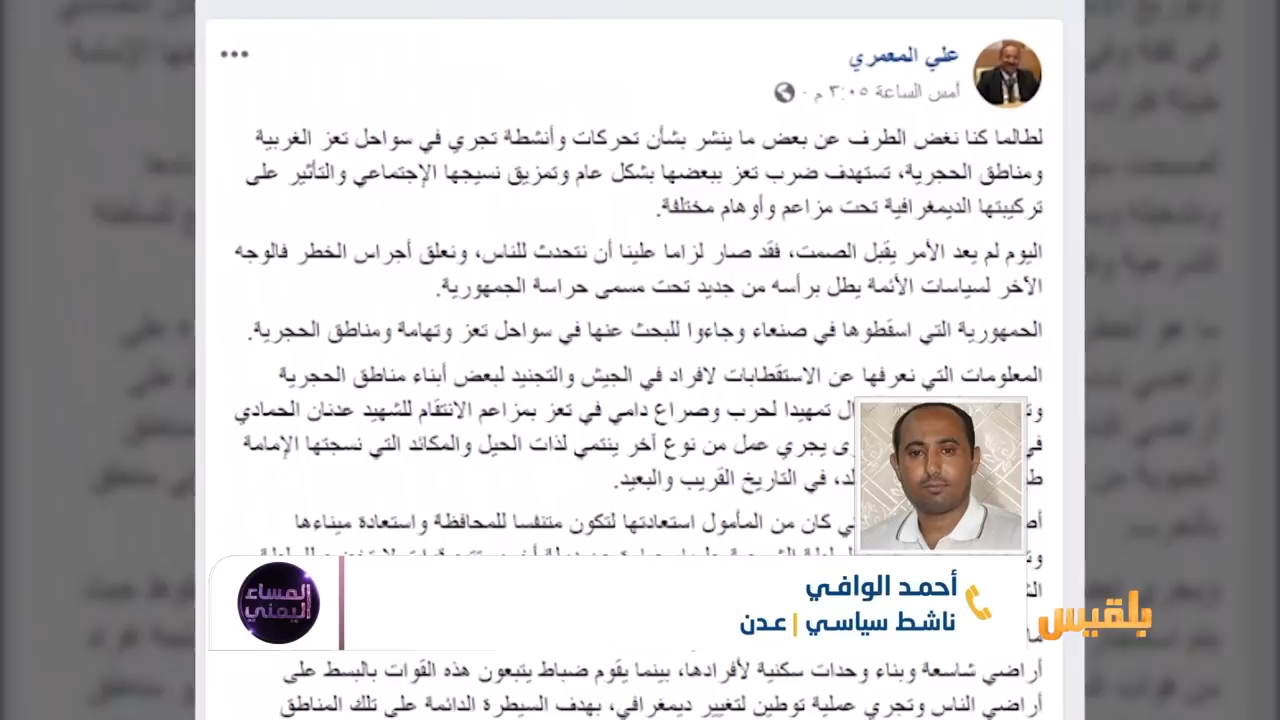 علي المعمري
أمس الساعة ٣:٠٥ م
لطالما كنا نغض الطرف عن بعض ما ينشر بشأن تحركات وأنشطة تجري في سواحل تعز الغربية
ومناطق الحجرية، تستهدف ضرب تعز ببعضها بشكل عام وتمزيق نسيجها الإجتماعي والتأثير على
تركيبتها الديمغرافية تحت مزاعم وأوهام مختلفة.
اليوم لم يعد الأمر يقبل الصمت، فقد صار لزاما علينا أن نتحدث للناس، ونعلق أجراس الخطر فالوجه
الآخر لسياسات الأئمة يطل برأسه من جديد تحت مسمى حراسة الجمهورية.
الجمهورية التي اسقطوها في صنعاء وجاءوا للبحث عنها في سواحل تعز وتهامة ومناطق الحجرية.
المعلومات التي نعرفها عن الاستقطابات لافراد في الجيش والتجنيد لبعض أبناء مناطق الحجرية
تمهيدا لحرب وصراع دامي في تعز بمزاعم الانتقام للشهيد عدنان الحمادي
يجري عمل من نوع أخر ينتمي لذات الحيل والمكائد التي نسجتها الإمامة
في التاريخ القريب والبعيد.
كان من المأمول استعادتها لتكون متنفسا للمحافظة واستعادة ميناءها
أحمد الوافي
ناشط سياسي | عدن
المساء اليمني
بلقيس
أراضي شاسعة وبناء وحدات سكنية لأفرادها، بينما يقوم ضباط يتبعون هذه القوات بالبسط على
أراضي الناس وتجري عملية توطين لتغيير ديمغرافي، بهدف السيطرة الدائمة على تلك المناطق